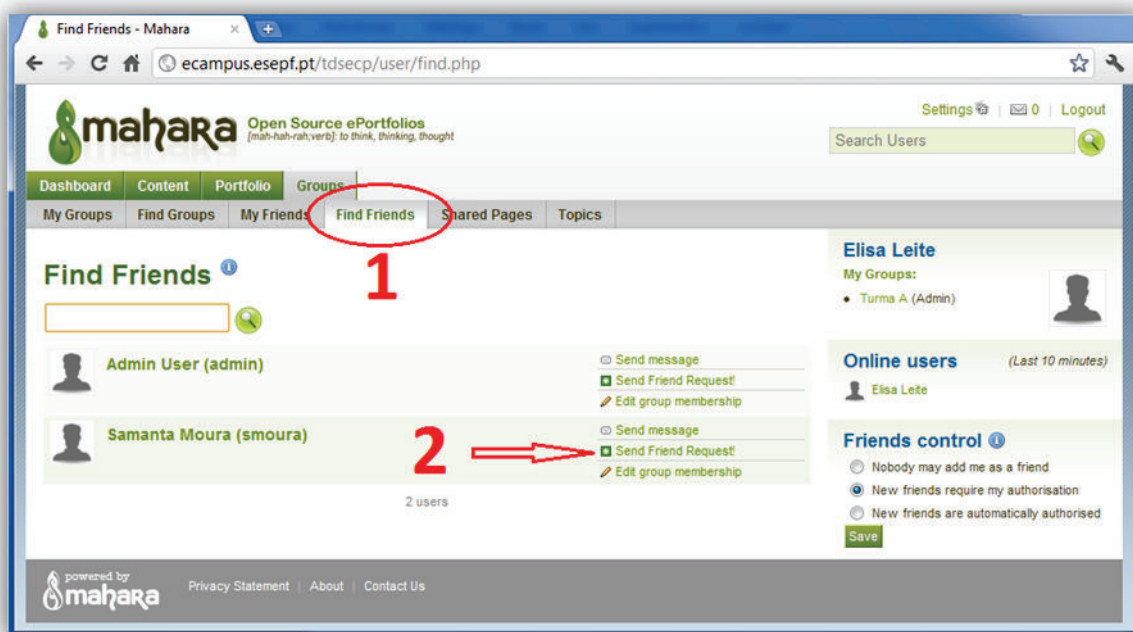 Find Friends - Mahara
ecampus.esepf.pt/tdsecp/user/find.php
mahara Open Source ePortfolios
[mah-hah-rah;verb]: to think, thinking, thought
Settings | 0 | Logout
Search Users
Dashboard Content Portfolio Groups
My Groups Find Groups My Friends Find Friends Shared Pages Topics
1
Find Friends
Admin User (admin)
Send message
Send Friend Request!
Edit group membership
Samanta Moura (smoura)
2
Send message
Send Friend Request!
Edit group membership
2 users
Elisa Leite
My Groups:
• Turma A (Admin)
Online users (Last 10 minutes)
Elisa Leite
Friends control
Nobody may add me as a friend
New friends require my authorisation
New friends are automatically authorised
Save
powered by
mahara
Privacy Statement | About | Contact Us